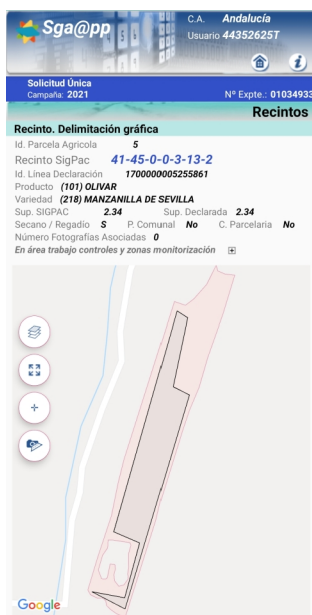 Sga@pp
C.A. Andalucía
Usuario 44352625T
Solicitud Única
Campaña: 2021 Nº Expte.: 01034933
Recintos
Recinto. Delimitación gráfica
Id. Parcela Agricola 5
Recinto SigPac 41-45-0-0-3-13-2
Id. Línea Declaración 1700000005255861
Producto (101) OLIVAR
Variedad (218) MANZANILLA DE SEVILLA
Sup. SIGPAC 2.34 Sup. Declarada 2.34
Secano / Regadío S P. Comunal No C. Parcelaria No
Número Fotografías Asociadas 0
En área trabajo controles y zonas monitorización
Google